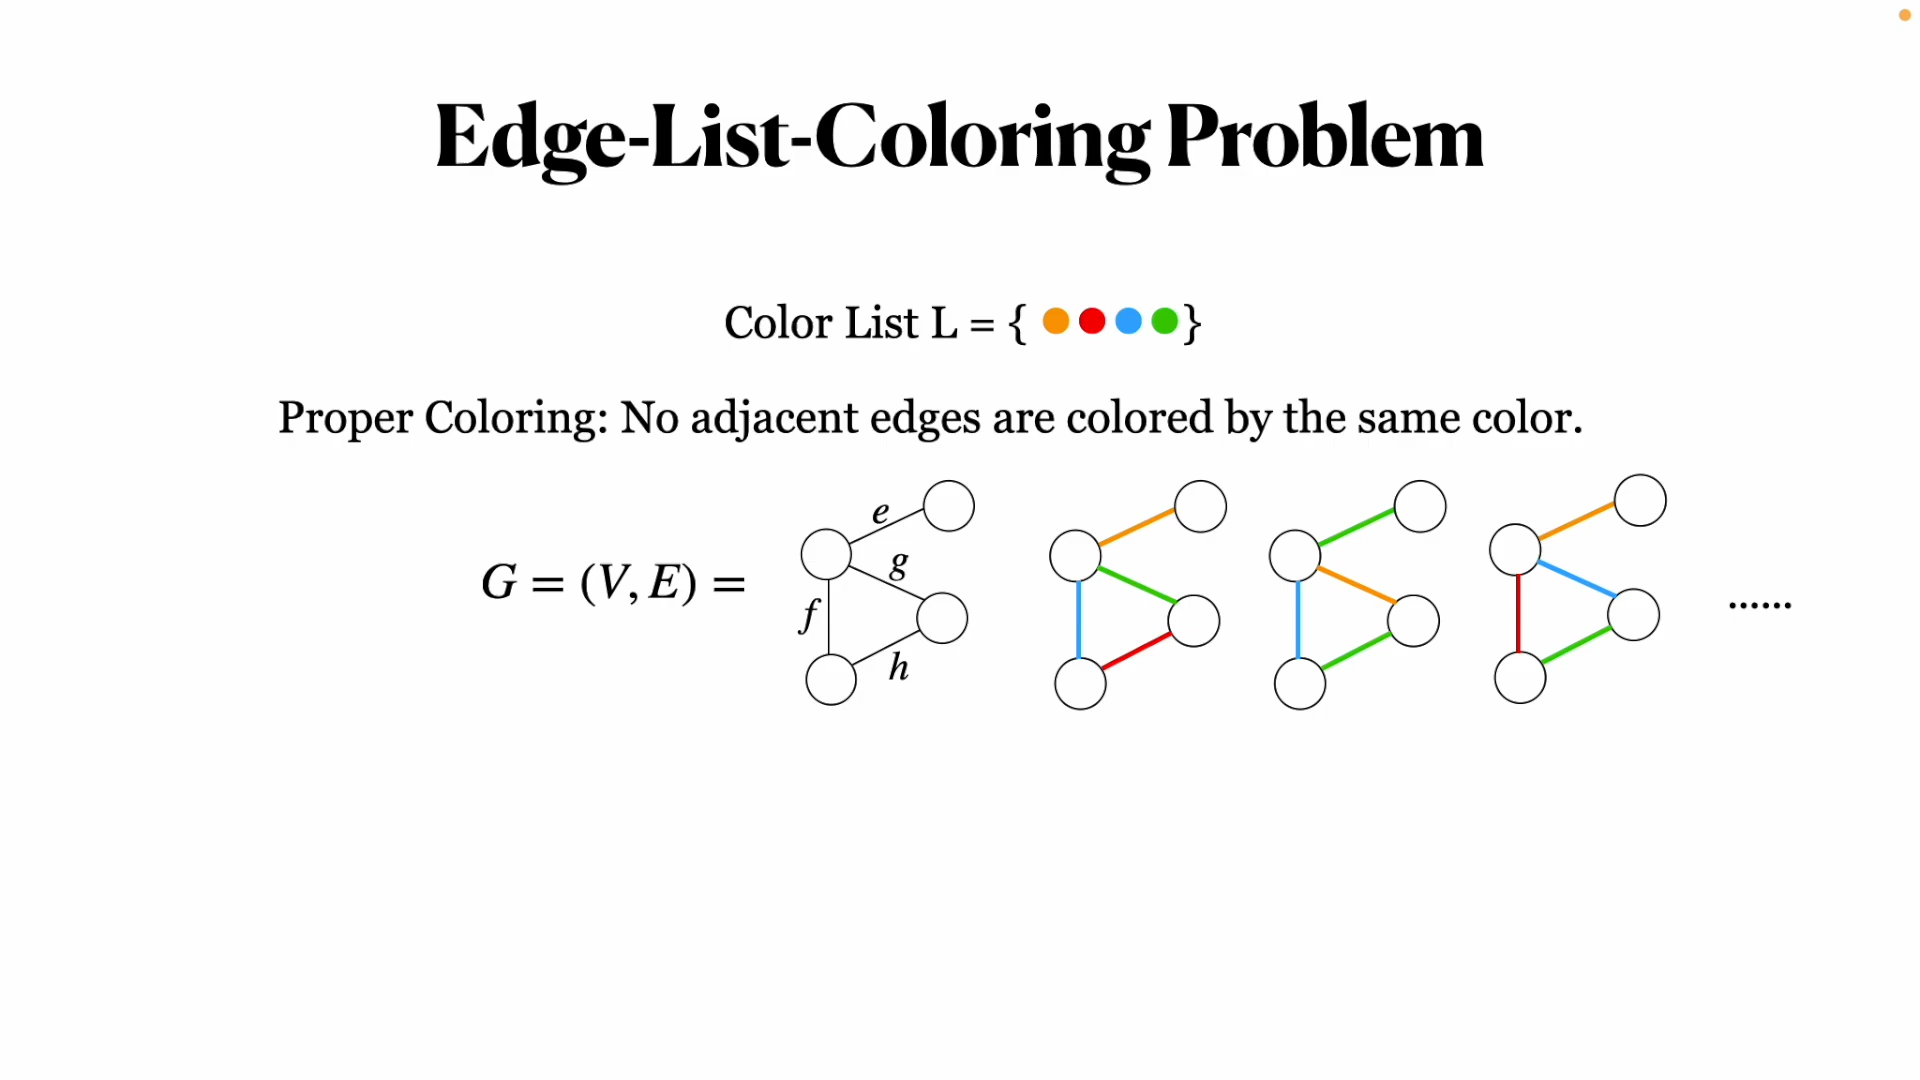 Edge-List-Coloring Problem
Color List L = { }
Proper Coloring: No adjacent edges are colored by the same color.
e
g
G = (V, E) =
f
h
......